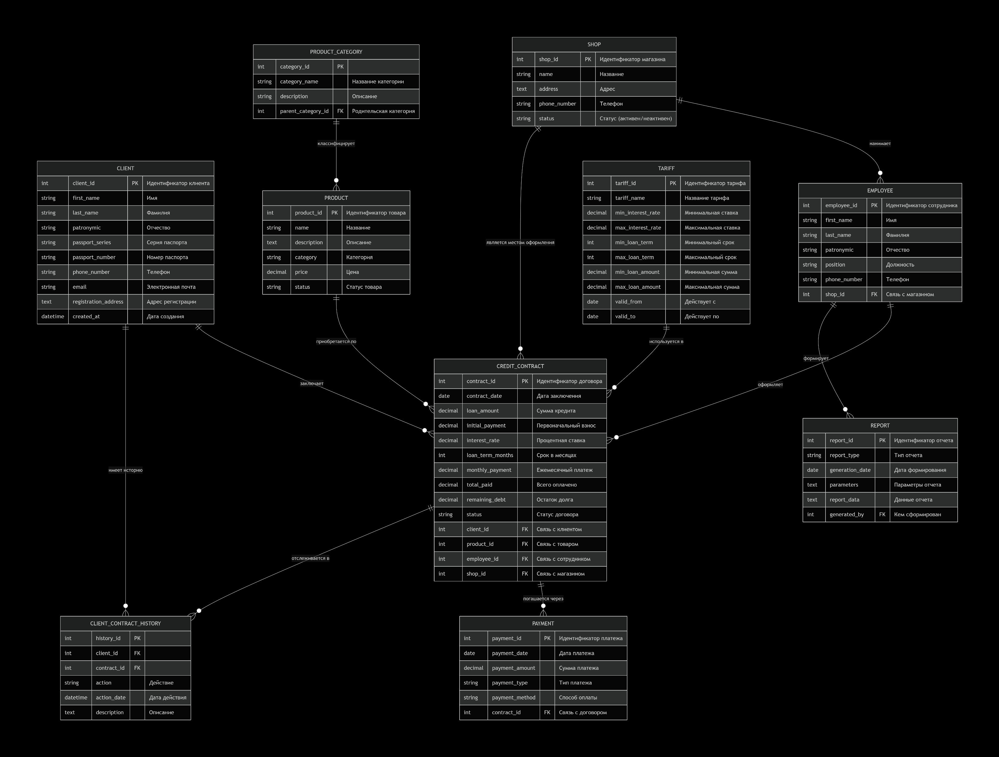 PRODUCT_CATEGORY
int category_id PK
string category_name Название категории
string description Описание
int parent_category_id FK Родительская категория
SHOP
int shop_id PK Идентификатор магазина
string name Название
text address Адрес
string phone_number Телефон
string status Статус (активен/неактивен)
классифицирует
нанимает
CLIENT
int client_id PK Идентификатор клиента
string first_name Имя
string last_name Фамилия
string patronymic Отчество
string passport_series Серия паспорта
string passport_number Номер паспорта
string phone_number Телефон
string email Электронная почта
text registration_address Адрес регистрации
datetime created_at Дата создания
PRODUCT
int product_id PK Идентификатор товара
string name Название
text description Описание
string category Категория
decimal price Цена
string status Статус товара
является местом оформления
TARIFF
int tariff_id PK Идентификатор тарифа
string tariff_name Название тарифа
decimal min_interest_rate Минимальная ставка
decimal max_interest_rate Максимальная ставка
int min_loan_term Минимальный срок
int max_loan_term Максимальный срок
decimal min_loan_amount Минимальная сумма
decimal max_loan_amount Максимальная сумма
date valid_from Действует с
date valid_to Действует по
EMPLOYEE
int employee_id PK Идентификатор сотрудника
string first_name Имя
string last_name Фамилия
string patronymic Отчество
string position Должность
string phone_number Телефон
int shop_id FK Связь с магазином
приобретается по
используется в
формирует
заключает
оформляет
CREDIT_CONTRACT
int contract_id PK Идентификатор договора
date contract_date Дата заключения
decimal loan_amount Сумма кредита
decimal initial_payment Первоначальный взнос
decimal interest_rate Процентная ставка
int loan_term_months Срок в месяцах
decimal monthly_payment Ежемесячный платеж
decimal total_paid Всего оплачено
decimal remaining_debt Остаток долга
string status Статус договора
int client_id FK Связь с клиентом
int product_id FK Связь с товаром
int employee_id FK Связь с сотрудником
int shop_id FK Связь с магазином
REPORT
int report_id PK Идентификатор отчета
string report_type Тип отчета
date generation_date Дата формирования
text parameters Параметры отчета
text report_data Данные отчета
int generated_by FK Кем сформирован
имеет историю
отслеживается в
погашается через
CLIENT_CONTRACT_HISTORY
int history_id PK
int client_id FK
int contract_id FK
string action Действие
datetime action_date Дата действия
text description Описание
PAYMENT
int payment_id PK Идентификатор платежа
date payment_date Дата платежа
decimal payment_amount Сумма платежа
string payment_type Тип платежа
string payment_method Способ оплаты
int contract_id FK Связь с договором